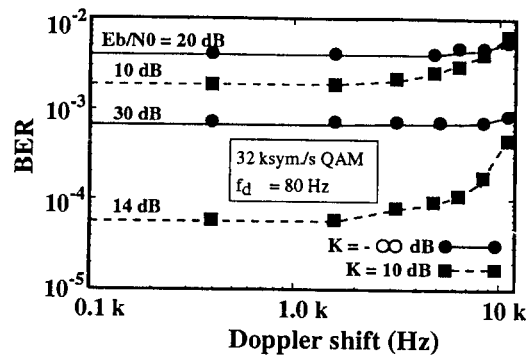 10^-2
Eb/N0 = 20 dB
10 dB
10^-3
30 dB
BER
32 ksym./s QAM
f_d = 80 Hz
10^-4
14 dB
K = - ∞ dB
K = 10 dB
10^-5
0.1 k
1.0 k
10 k
Doppler shift (Hz)